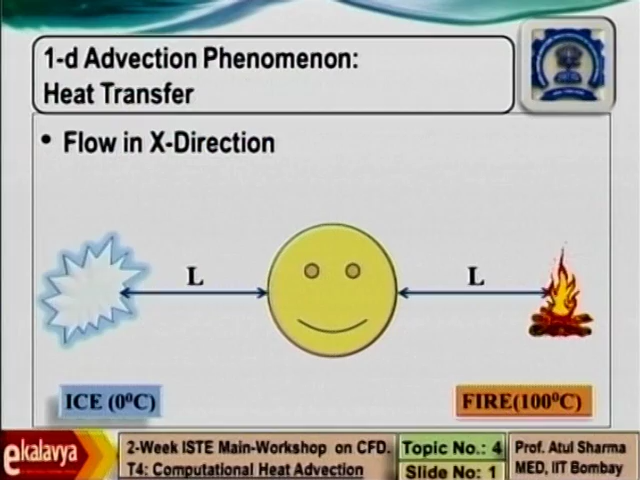 1-d Advection Phenomenon:
Heat Transfer
• Flow in X-Direction
L
L
ICE (0⁰C)
FIRE(100⁰C)
ekalavya
2-Week ISTE Main-Workshop on CFD.
T4: Computational Heat Advection
Topic No.: 4
Slide No: 1
Prof. Atul Sharma
MED, IIT Bombay